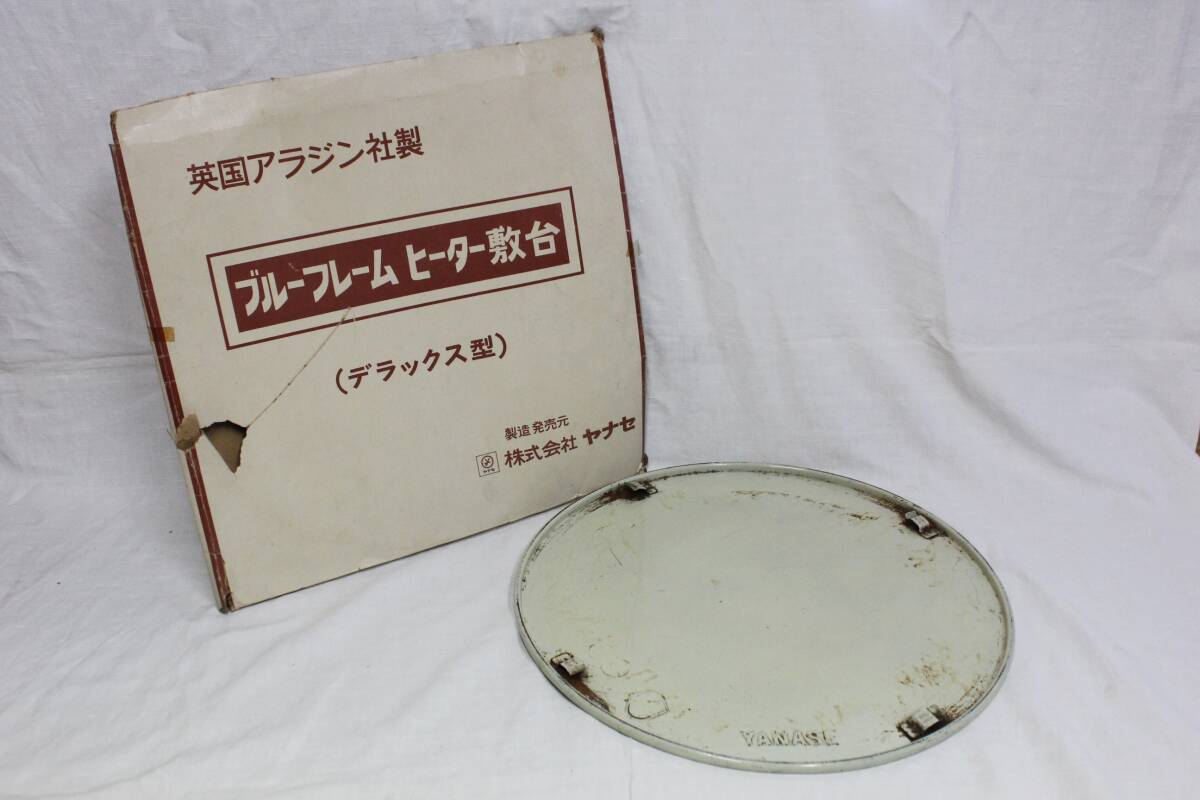 英国アラジン社製
ブルーフレーム ヒーター敷台
(デラックス型)
製造発売元
株式会社 ヤナセ
YANASE